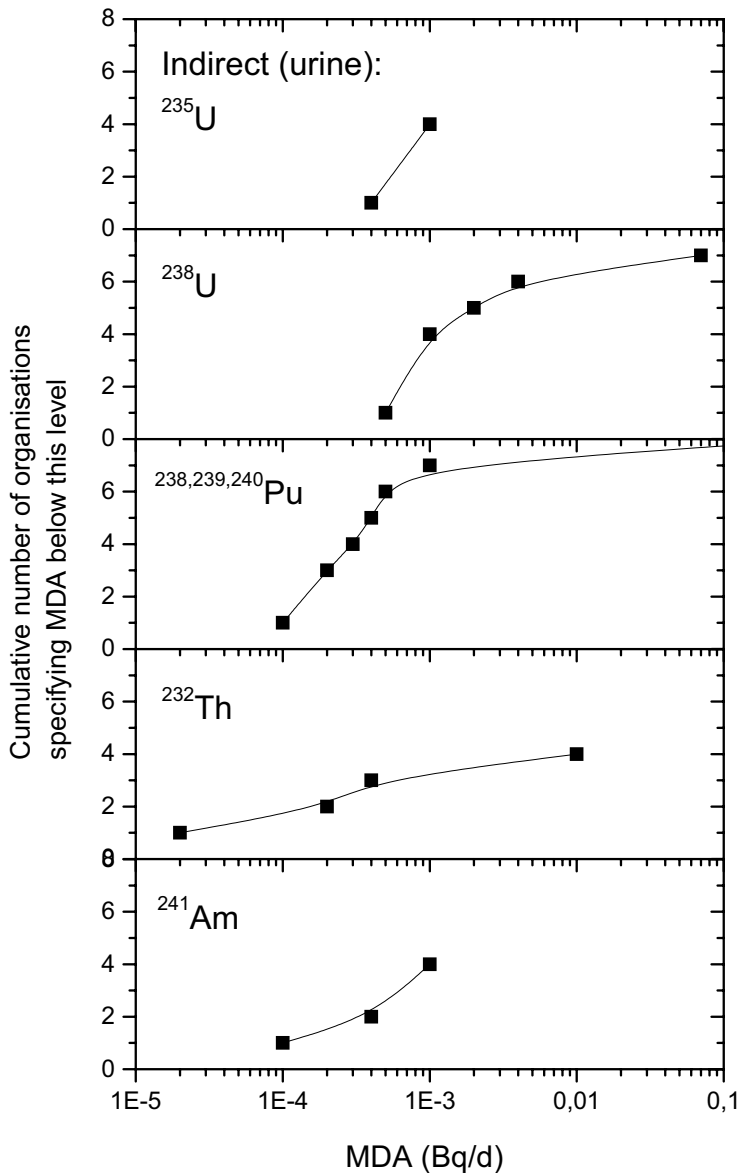 Cumulative number of organisations
specifying MDA below this level
8
6
4
2
0
Indirect (urine):
235U
6
4
2
0
238U
6
4
2
0
238,239,240Pu
6
4
2
0
232Th
8
6
4
2
0
241Am
1E-5
1E-4
1E-3
0,01
0,1
MDA (Bq/d)